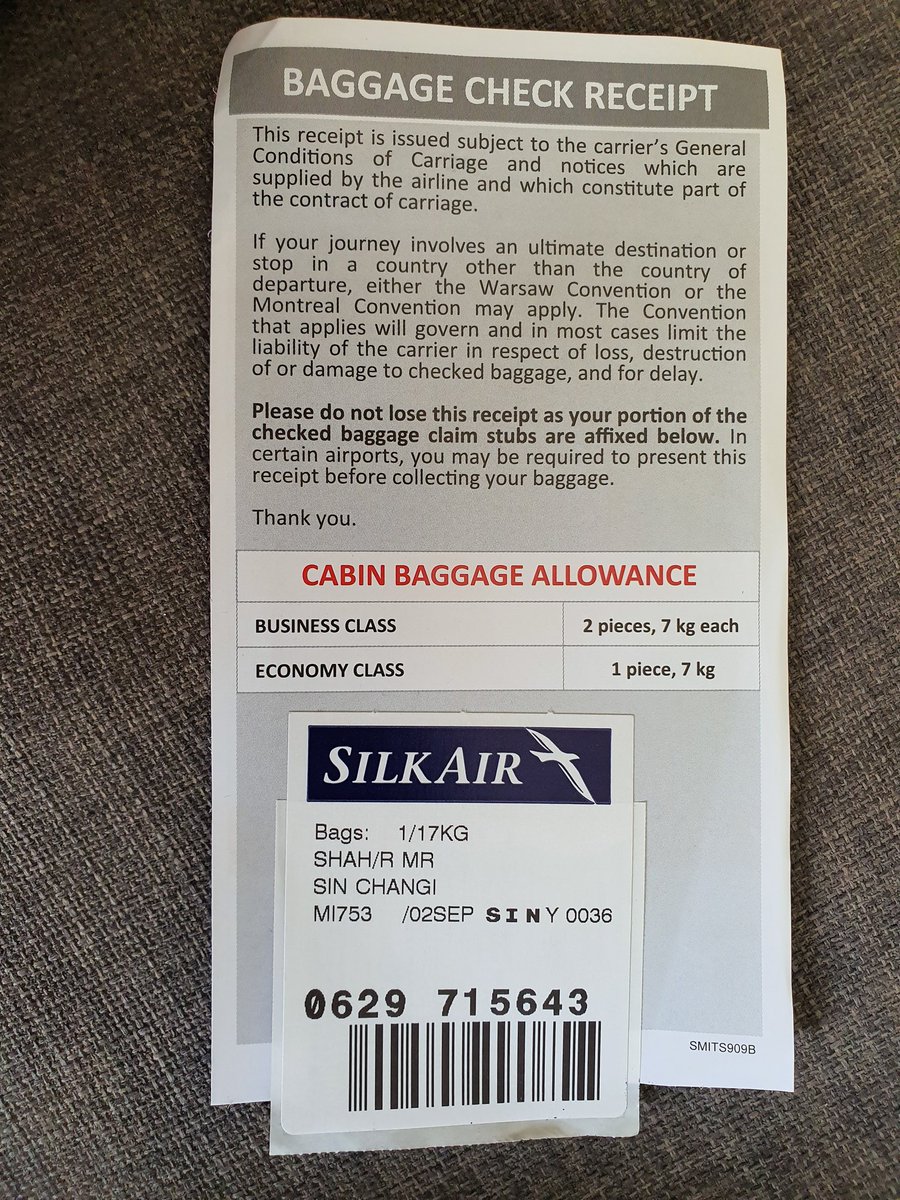 BAGGAGE CHECK RECEIPT
This receipt is issued subject to the carrier's General
Conditions of Carriage and notices which are
supplied by the airline and which constitute part of
the contract of carriage.
If your journey involves an ultimate destination or
stop in a country other than the country of
departure, either the Warsaw Convention or the
Montreal Convention may apply. The Convention
that applies will govern and in most cases limit the
liability of the carrier in respect of loss, destruction
of or damage to checked baggage, and for delay.
Please do not lose this receipt as your portion of the
checked baggage claim stubs are affixed below. In
certain airports, you may be required to present this
receipt before collecting your baggage.
Thank you.
CABIN BAGGAGE ALLOWANCE
BUSINESS CLASS 2 pieces, 7 kg each
ECONOMY CLASS 1 piece, 7 kg
SILKAIR
Bags: 1/17KG
SHAH/R MR
SIN CHANGI
MI753 /02SEP SIN Y 0036
0629 715643
SMITS909B